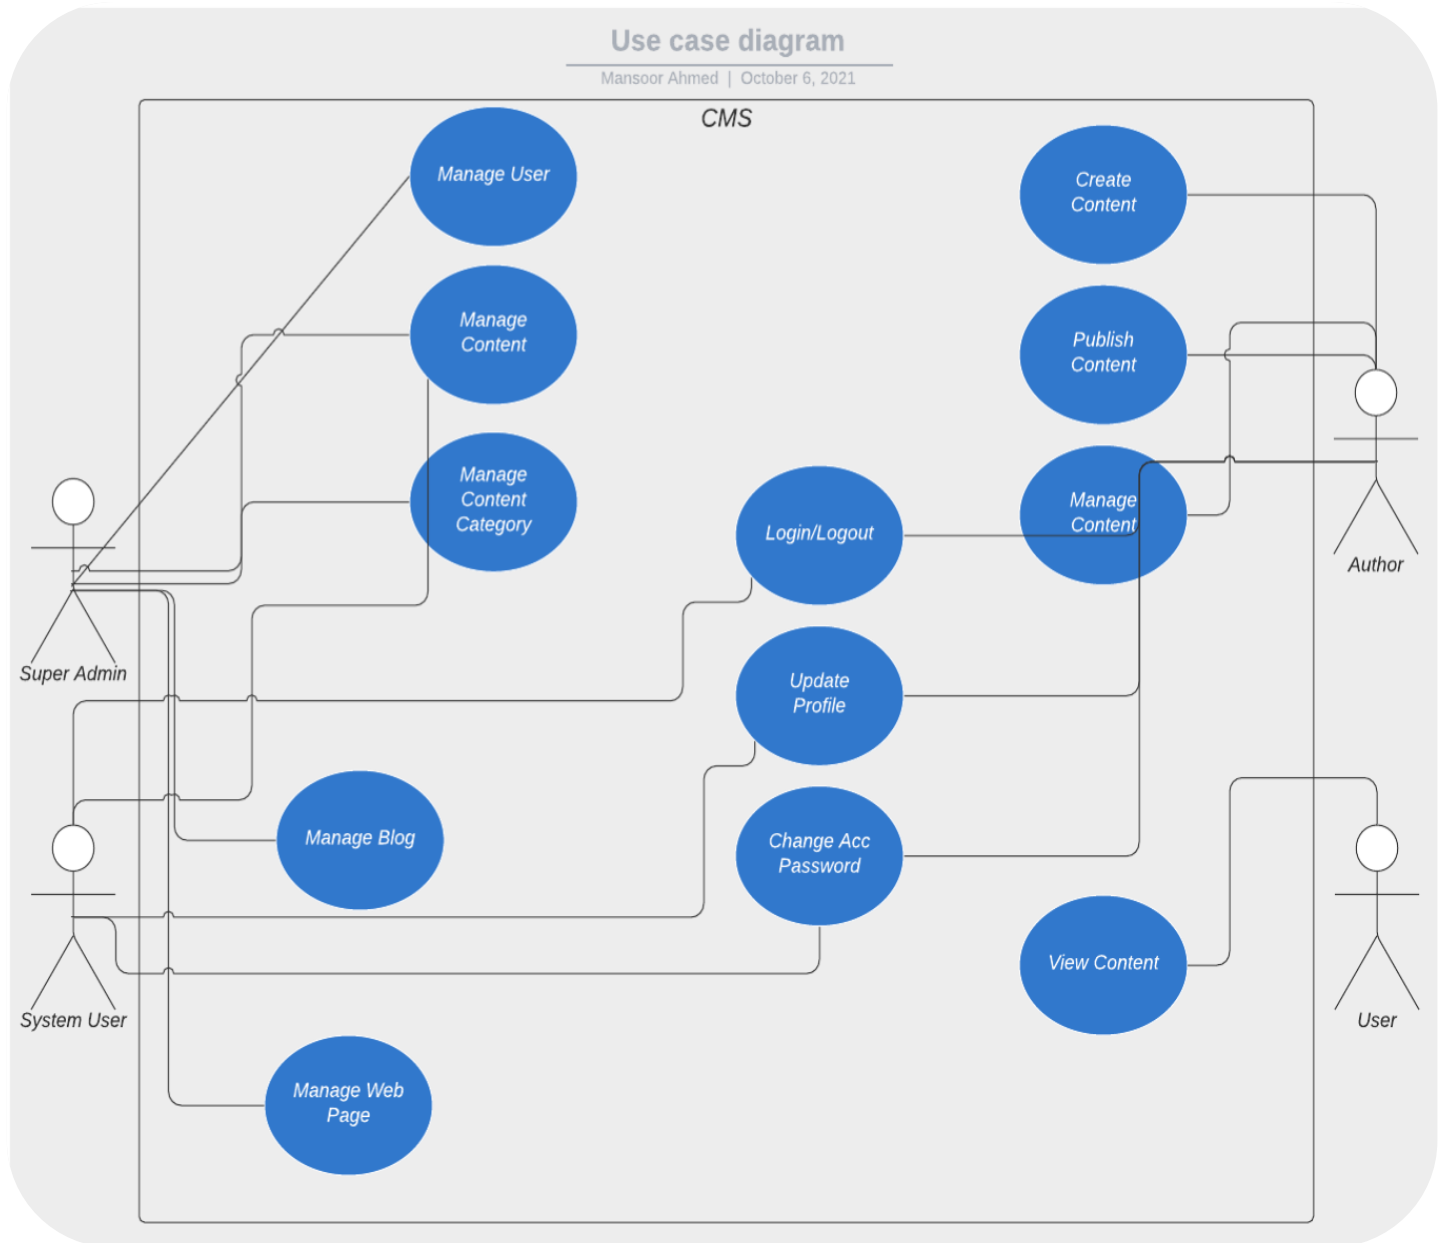 Use case diagram
Mansoor Ahmed | October 6, 2021
CMS
Manage User
Create
Content
Manage
Content
Publish
Content
Manage
Content
Category
Login/Logout
Manage
Content
Author
Super Admin
Update
Profile
Manage Blog
Change Acc
Password
View Content
System User
User
Manage Web
Page